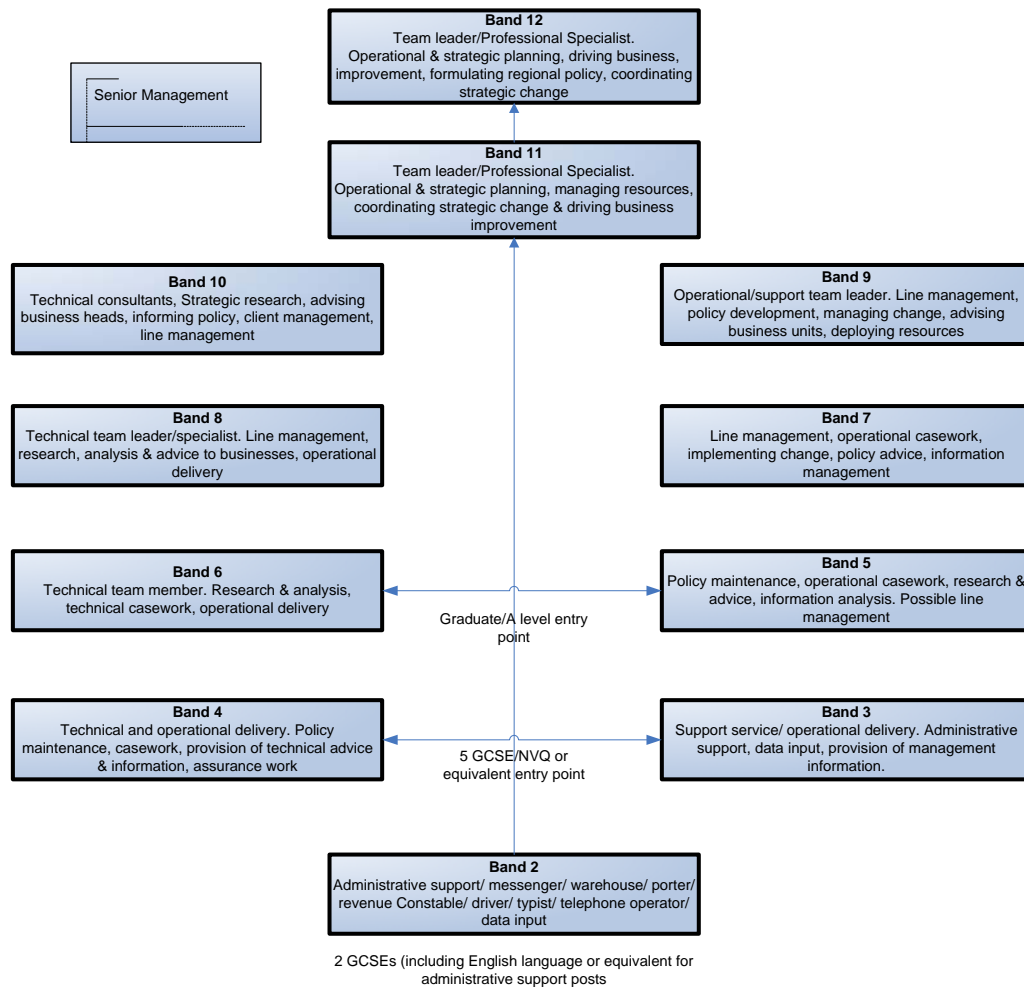 Band 12
Team leader/Professional Specialist.
Operational & strategic planning, driving business,
improvement, formulating regional policy, coordinating
strategic change
Senior Management
Band 11
Team leader/Professional Specialist.
Operational & strategic planning, managing resources,
coordinating strategic change & driving business
improvement
Band 10
Technical consultants, Strategic research, advising
business heads, informing policy, client management,
line management
Band 9
Operational/support team leader. Line management,
policy development, managing change, advising
business units, deploying resources
Band 8
Technical team leader/specialist. Line management,
research, analysis & advice to businesses, operational
delivery
Band 7
Line management, operational casework,
implementing change, policy advice, information
management
Band 6
Technical team member. Research & analysis,
technical casework, operational delivery
Band 5
Policy maintenance, operational casework, research &
advice, information analysis. Possible line
management
Graduate/A level entry
point
Band 4
Technical and operational delivery. Policy
maintenance, casework, provision of technical advice
& information, assurance work
Band 3
Support service/ operational delivery. Administrative
support, data input, provision of management
information.
5 GCSE/NVQ or
equivalent entry point
Band 2
Administrative support/ messenger/ warehouse/ porter/
revenue Constable/ driver/ typist/ telephone operator/
data input
2 GCSEs (including English language or equivalent for
administrative support posts